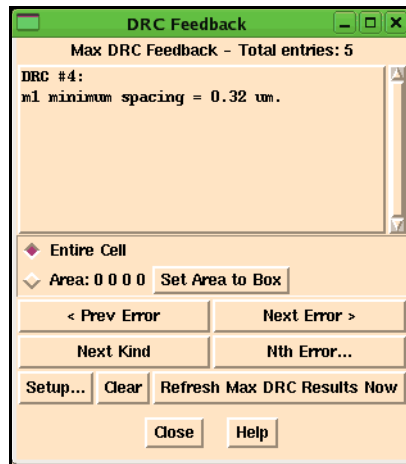 DRC Feedback
Max DRC Feedback - Total entries: 5
DRC #4:
m1 minimum spacing = 0.32 um.
Entire Cell
Area: 0 0 0 0 Set Area to Box
< Prev Error Next Error >
Next Kind Nth Error...
Setup... Clear Refresh Max DRC Results Now
Close Help